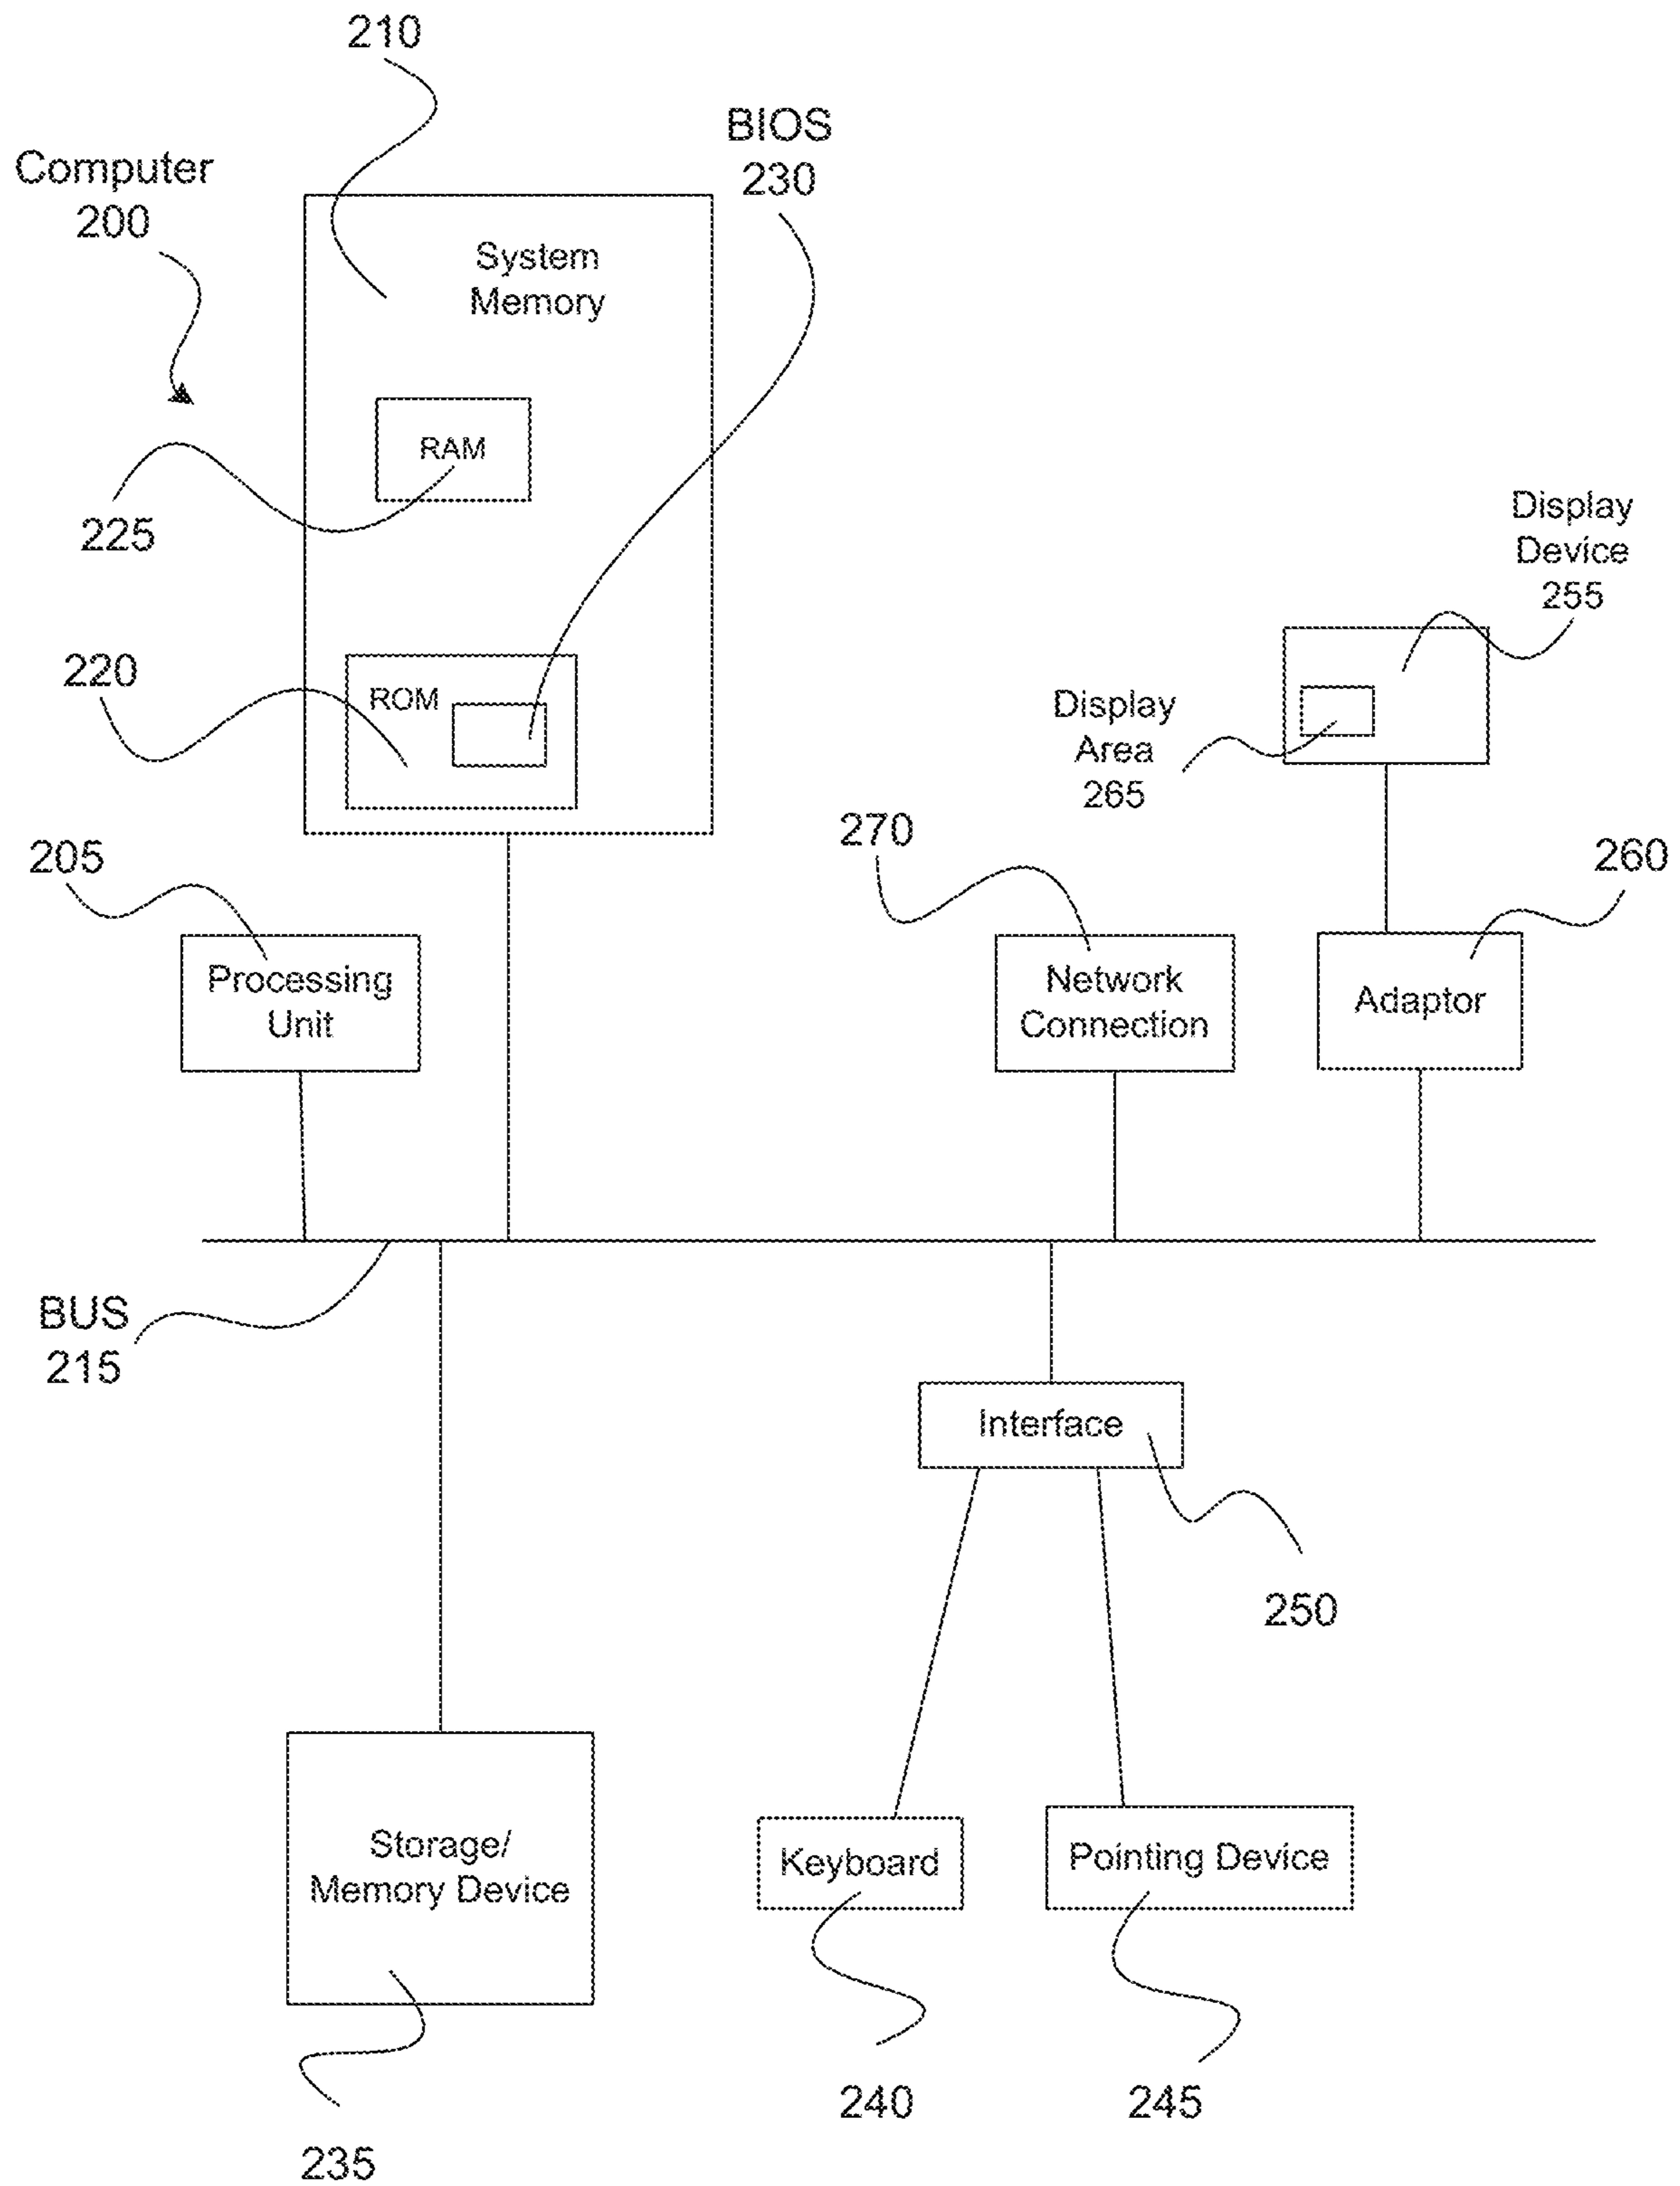 210
BIOS
230
Computer
200
System
Memory
RAM
225
Display
Device
255
220
ROM
Display
Area
265
270
205
260
Processing
Unit
Network
Connection
Adaptor
BUS
215
Interface
250
Storage/
Memory Device
Keyboard
Pointing Device
240
245
235